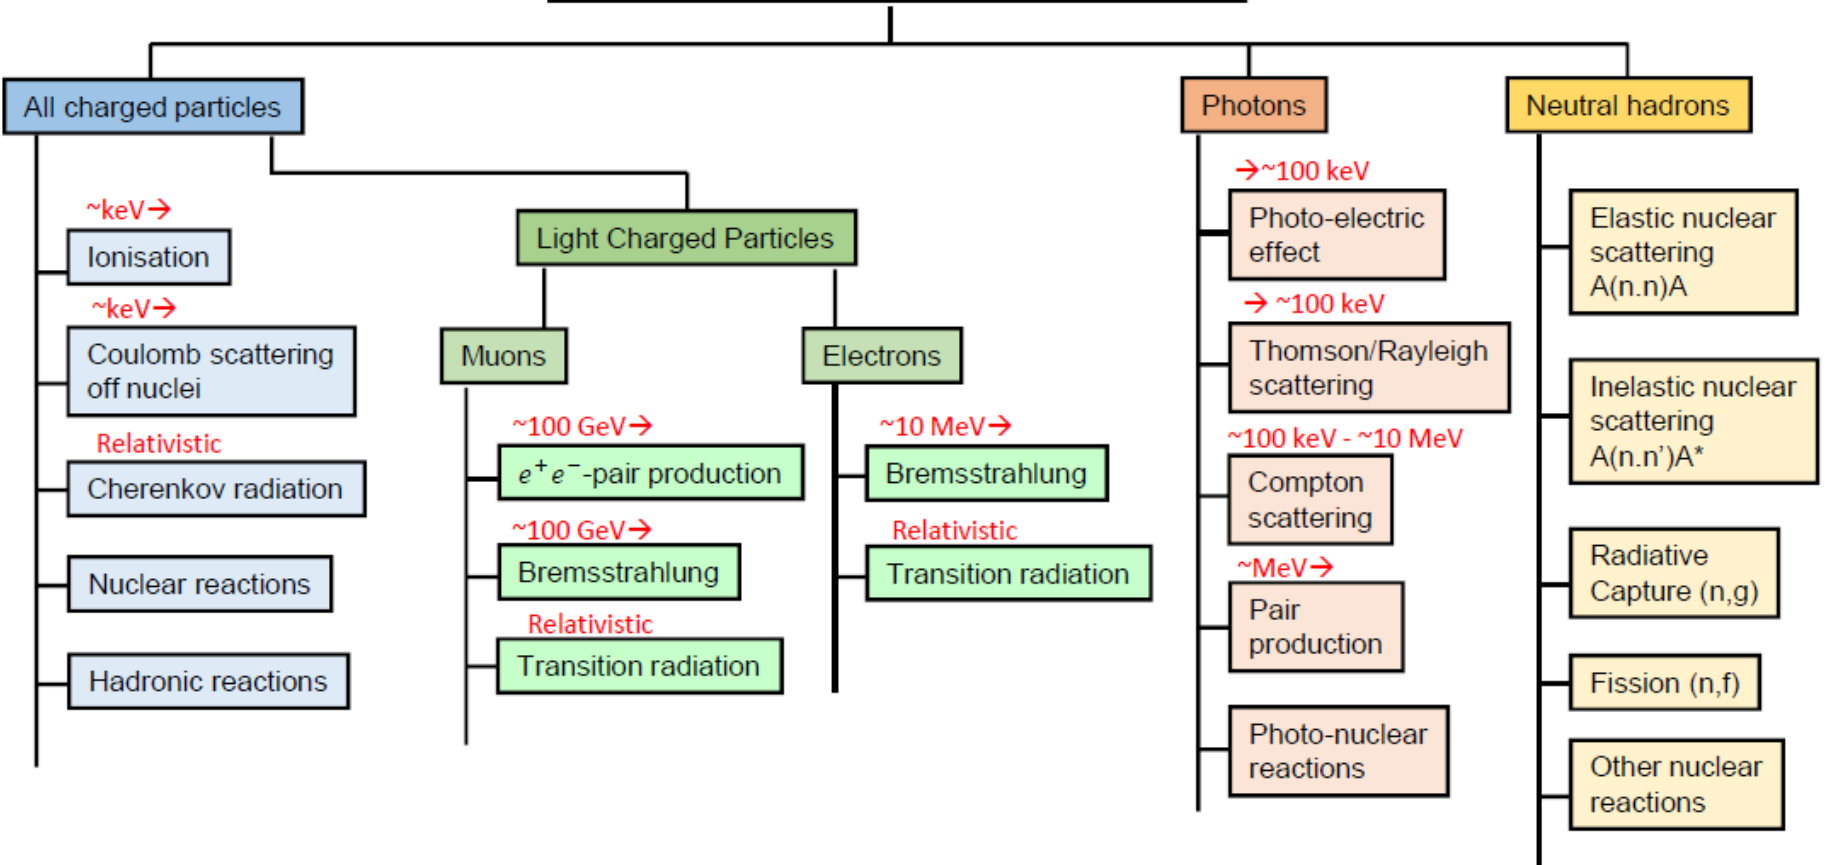 All charged particles
~keV→
Ionisation
~keV→
Coulomb scattering
off nuclei
Relativistic
Cherenkov radiation
Nuclear reactions
Hadronic reactions
Light Charged Particles
Muons
~100 GeV→
e⁺e⁻-pair production
~100 GeV→
Bremsstrahlung
Relativistic
Transition radiation
Electrons
~10 MeV→
Bremsstrahlung
Relativistic
Transition radiation
Photons
→~100 keV
Photo-electric
effect
→ ~100 keV
Thomson/Rayleigh
scattering
~100 keV - ~10 MeV
Compton
scattering
~MeV→
Pair
production
Photo-nuclear
reactions
Neutral hadrons
Elastic nuclear
scattering
A(n.n)A
Inelastic nuclear
scattering
A(n.n')A*
Radiative
Capture (n,g)
Fission (n,f)
Other nuclear
reactions